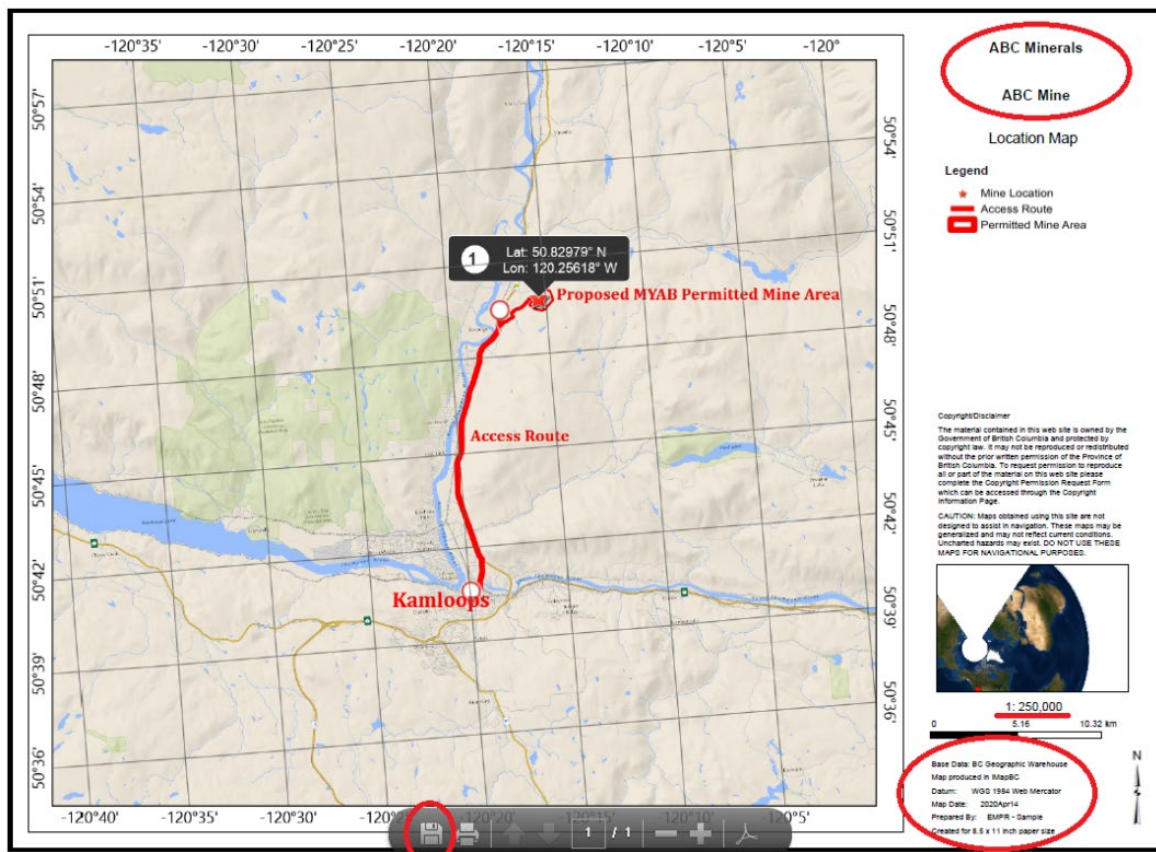 -120°35' -120°30' -120°25' -120°20' -120°15' -120°10' -120°5' -120°
ABC Minerals
ABC Mine
Location Map
Legend
Mine Location
Access Route
Permitted Mine Area
50°57'
50°54'
50°51'
50°48'
50°45'
50°42'
50°39'
50°36'
50°54'
50°51'
50°48'
50°45'
50°42'
50°39'
50°36'
1
Lat: 50.82979° N
Lon: 120.25618° W
Proposed MYAB Permitted Mine Area
Access Route
Kamloops
Copyright/Disclaimer
The material contained in this web site is owned by the
Government of British Columbia and protected by
copyright law. It may not be reproduced or redistributed
without the prior written permission of the Province of
British Columbia. To request permission to reproduce
all or part of the material on this web site please
complete the Copyright Permission Request Form
which can be accessed through the Copyright
Information Page.
CAUTION: Maps obtained using this site are not
designed to assist in navigation. These maps may be
generalized and may not reflect current conditions.
Uncharted hazards may exist. DO NOT USE THESE
MAPS FOR NAVIGATIONAL PURPOSES.
1: 250,000
0 5.16 10.32 km
Base Data: BC Geographic Warehouse
Map produced in iMapBC
Datum: WGS 1984 Web Mercator
Map Date: 2020Apr14
Prepared By: EMPR - Sample
Created for 8.5 x 11 inch paper size
N
-120°40' -120°35' -120°30' -120°20' -120°15' -120°10' -120°5'
1 / 1